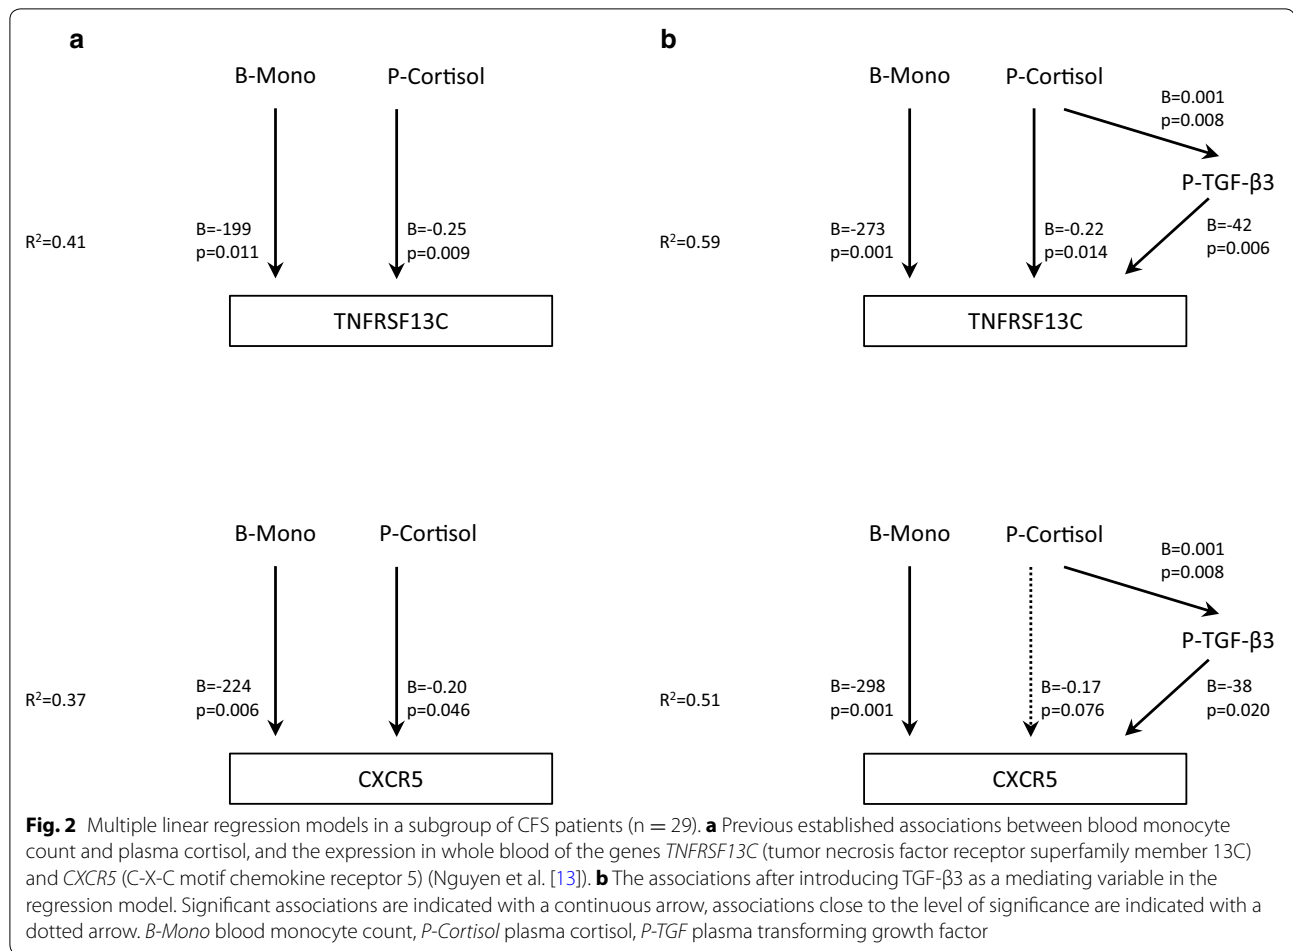 a
B-Mono P-Cortisol
R²=0.41
B=-199
p=0.011
B=-0.25
p=0.009
TNFRSF13C
b
B-Mono P-Cortisol
B=0.001
p=0.008
P-TGF-β3
R²=0.59
B=-273
p=0.001
B=-0.22
p=0.014
B=-42
p=0.006
TNFRSF13C
B-Mono P-Cortisol
R²=0.37
B=-224
p=0.006
B=-0.20
p=0.046
CXCR5
B-Mono P-Cortisol
B=0.001
p=0.008
P-TGF-β3
R²=0.51
B=-298
p=0.001
B=-0.17
p=0.076
B=-38
p=0.020
CXCR5
Fig. 2 Multiple linear regression models in a subgroup of CFS patients (n = 29). a Previous established associations between blood monocyte
count and plasma cortisol, and the expression in whole blood of the genes TNFRSF13C (tumor necrosis factor receptor superfamily member 13C)
and CXCR5 (C-X-C motif chemokine receptor 5) (Nguyen et al. [13]). b The associations after introducing TGF-β3 as a mediating variable in the
regression model. Significant associations are indicated with a continuous arrow, associations close to the level of significance are indicated with a
dotted arrow. B-Mono blood monocyte count, P-Cortisol plasma cortisol, P-TGF plasma transforming growth factor